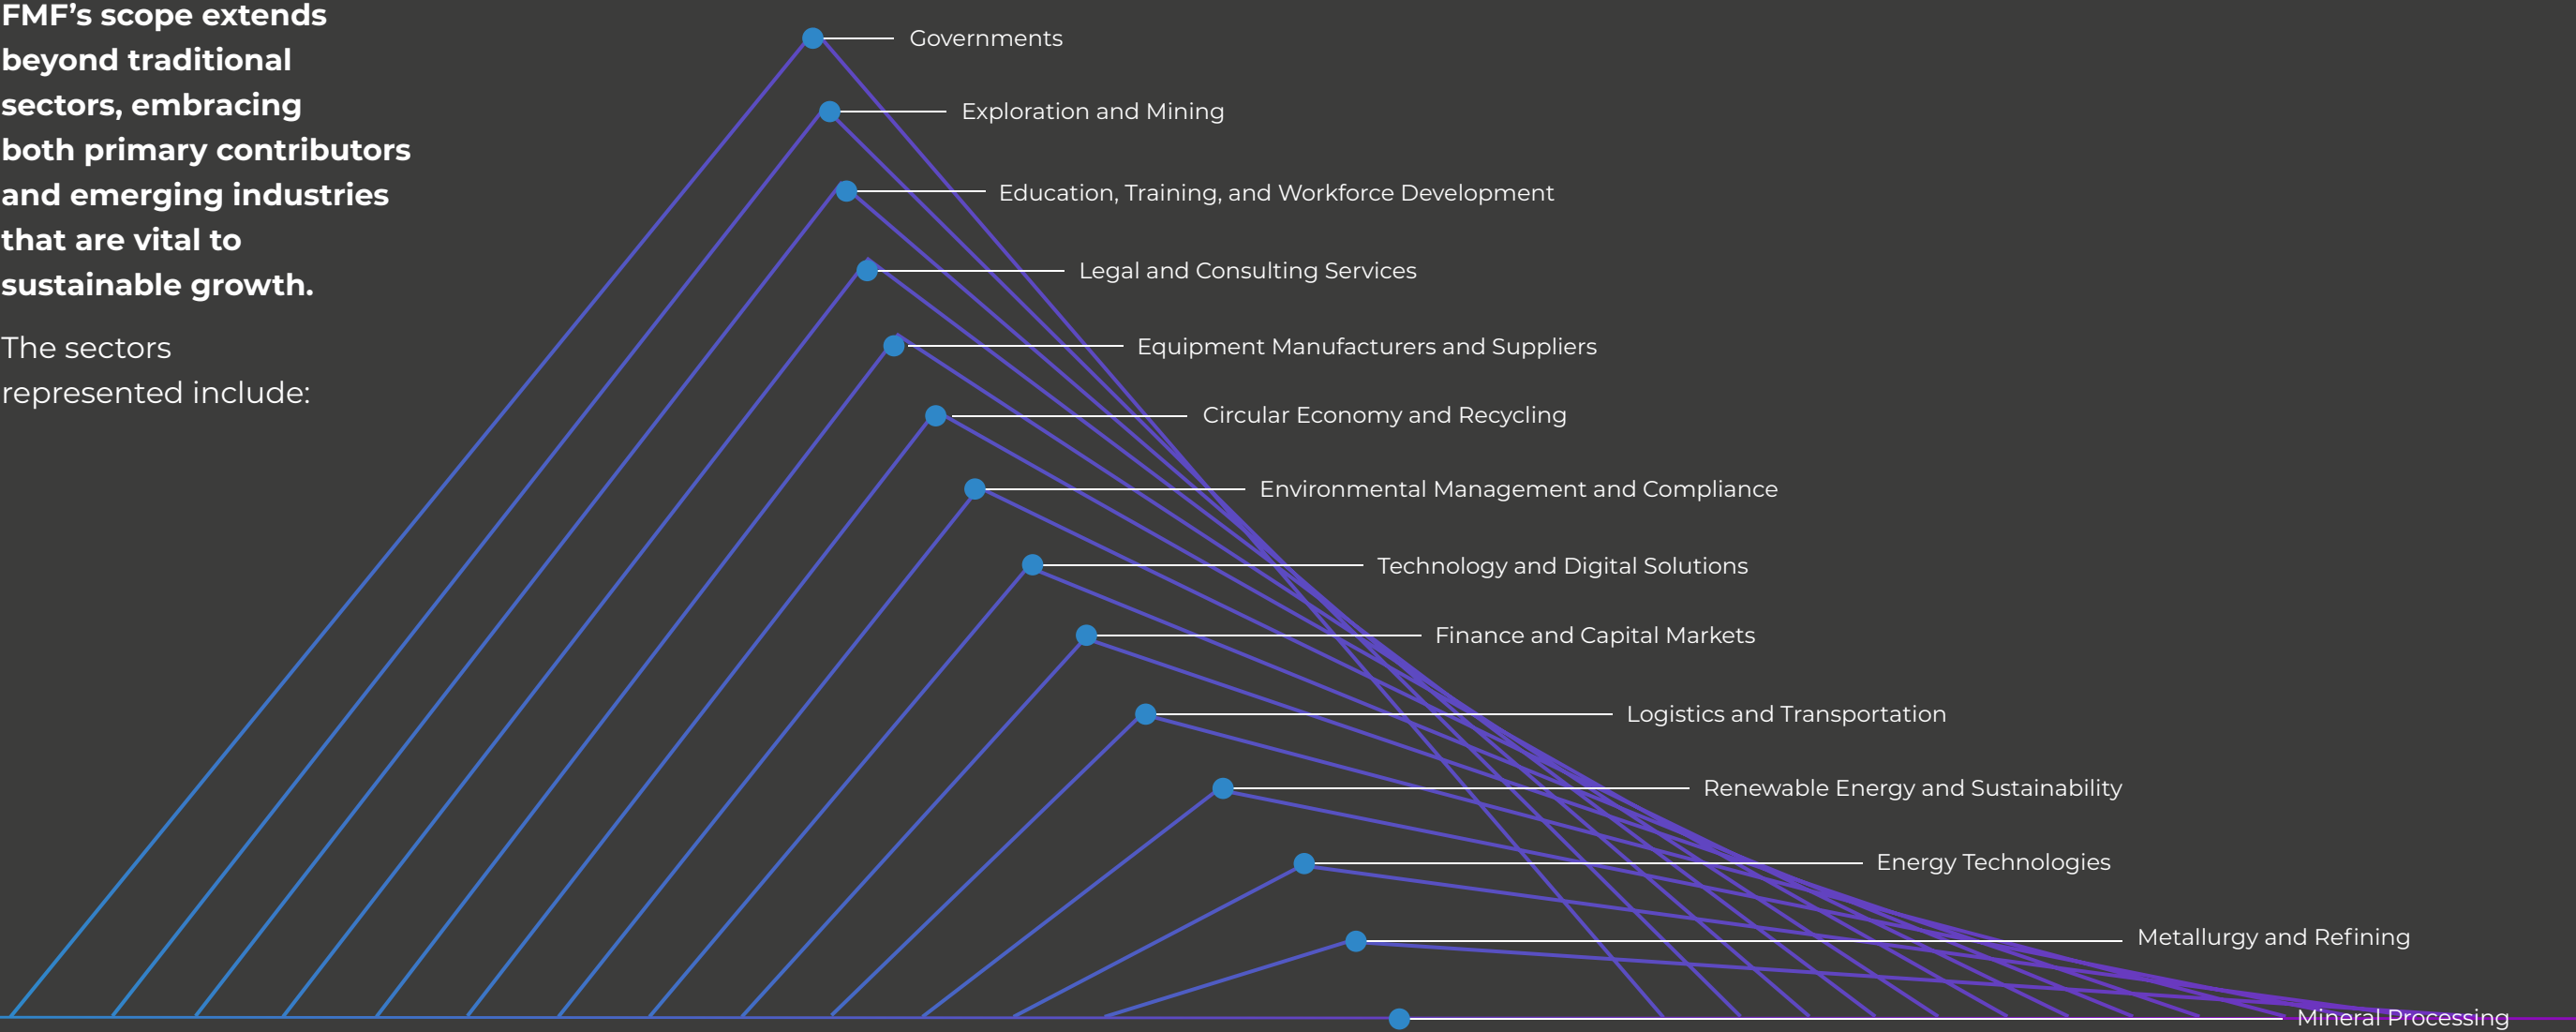 FMF’s scope extends
beyond traditional
sectors, embracing
both primary contributors
and emerging industries
that are vital to
sustainable growth.
The sectors
represented include:
Governments
Exploration and Mining
Education, Training, and Workforce Development
Legal and Consulting Services
Equipment Manufacturers and Suppliers
Circular Economy and Recycling
Environmental Management and Compliance
Technology and Digital Solutions
Finance and Capital Markets
Logistics and Transportation
Renewable Energy and Sustainability
Energy Technologies
Metallurgy and Refining
Mineral Processing